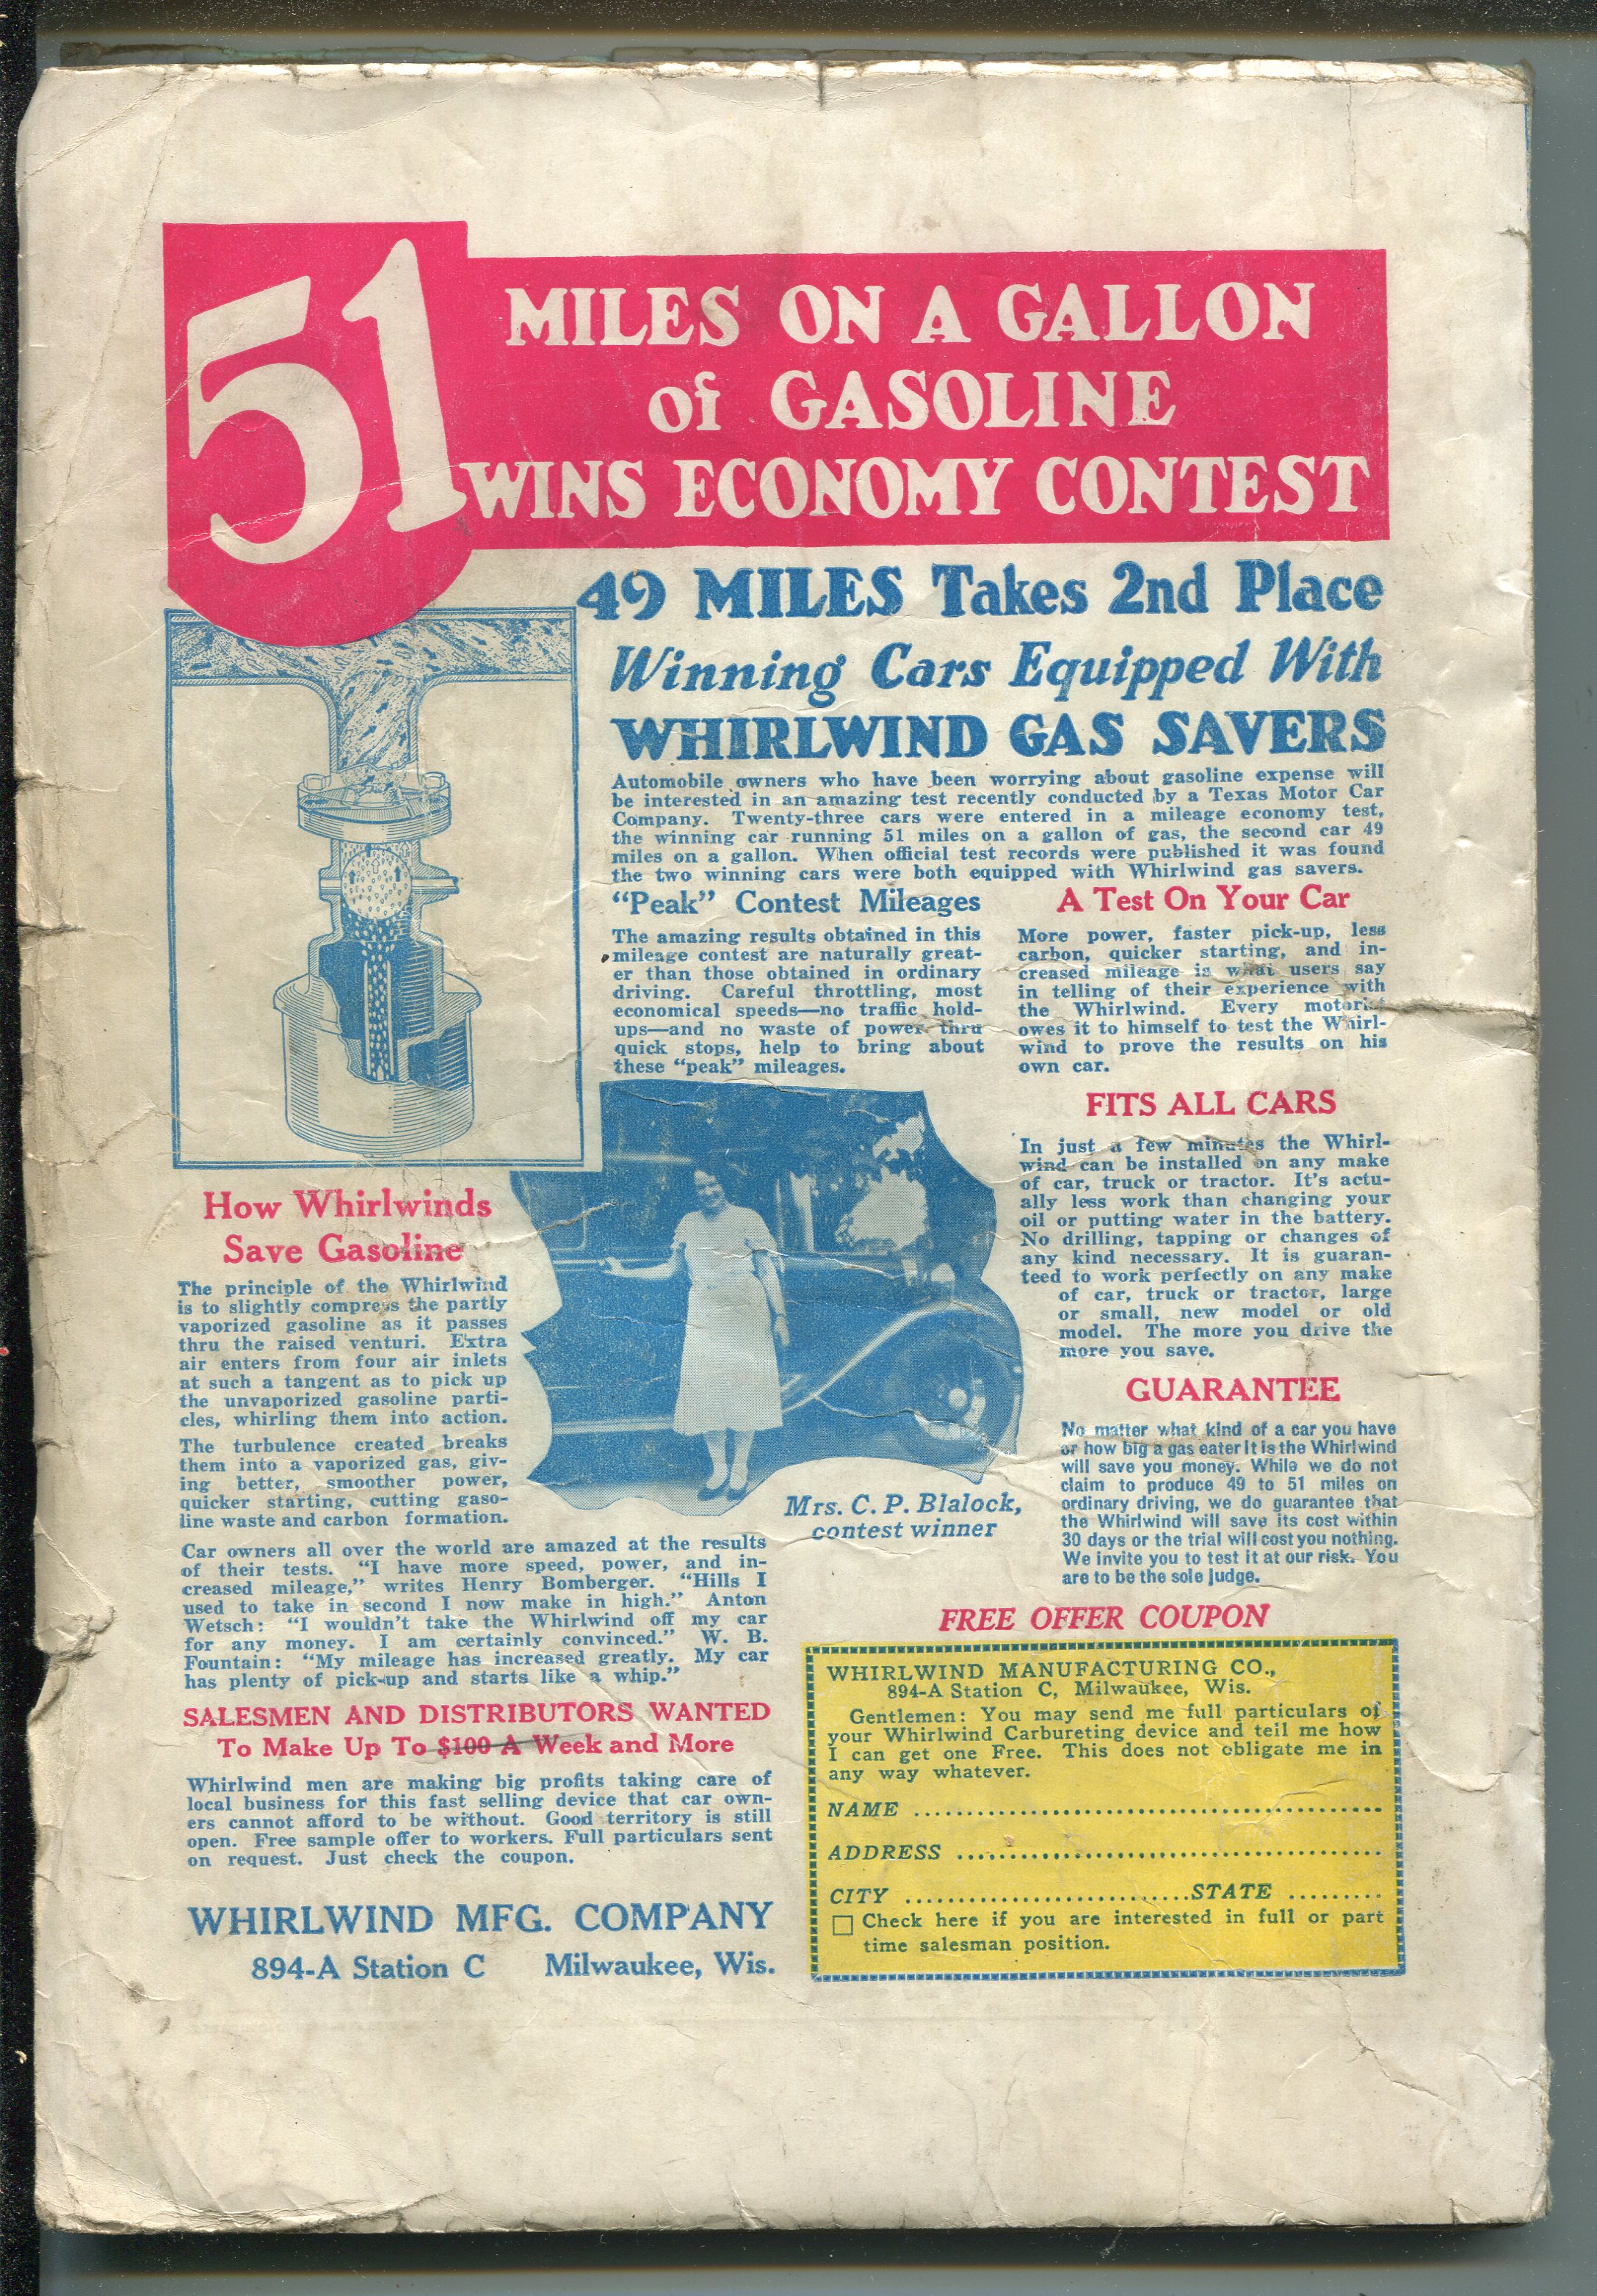 51
MILES ON A GALLON
of GASOLINE
WINS ECONOMY CONTEST
49 MILES Takes 2nd Place
Winning Cars Equipped With
WHIRLWIND GAS SAVERS
Automobile owners who have been worrying about gasoline expense will
be interested in an amazing test recently conducted by a Texas Motor Car
Company. Twenty-three cars were entered in a mileage economy test,
the winning car running 51 miles on a gallon of gas, the second car 49
miles on a gallon. When official test records were published it was found
the two winning cars were both equipped with Whirlwind gas savers.
"Peak" Contest Mileages
The amazing results obtained in this
mileage contest are naturally great-
er than those obtained in ordinary
driving. Careful throttling, most
economical speeds—no traffic hold-
ups—and no waste of power thru
quick stops, help to bring about
these "peak" mileages.
A Test On Your Car
More power, faster pick-up, less
carbon, quicker starting, and in-
creased mileage is what users say
in telling of their experience with
the Whirlwind. Every motorist
owes it to himself to test the Whirl-
wind to prove the results on his
own car.
FITS ALL CARS
In just a few minutes the Whirl-
wind can be installed on any make
of car, truck or tractor. It's actu-
ally less work than changing your
oil or putting water in the battery.
No drilling, tapping or changes of
any kind necessary. It is guaran-
teed to work perfectly on any make
of car, truck or tractor, large
or small, new model or old
model. The more you drive the
more you save.
GUARANTEE
No matter what kind of a car you have
or how big a gas eater it is the Whirlwind
will save you money. While we do not
claim to produce 49 to 51 miles on
ordinary driving, we do guarantee that
the Whirlwind will save its cost within
30 days or the trial will cost you nothing.
We invite you to test it at our risk. You
are to be the sole judge.
How Whirlwinds
Save Gasoline
The principle of the Whirlwind
is to slightly compress the partly
vaporized gasoline as it passes
thru the raised venturi. Extra
air enters from four air inlets
at such a tangent as to pick up
the unvaporized gasoline parti-
cles, whirling them into action.
The turbulence created breaks
them into a vaporized gas, giv-
ing better, smoother power,
quicker starting, cutting gaso-
line waste and carbon formation.
Mrs. C. P. Blalock,
contest winner
Car owners all over the world are amazed at the results
of their tests. "I have more speed, power, and in-
creased mileage," writes Henry Bomberger. "Hills I
used to take in second I now make in high." Anton
Wetsch: "I wouldn't take the Whirlwind off my car
for any money. I am certainly convinced." W. B.
Fountain: "My mileage has increased greatly. My car
has plenty of pick-up and starts like a whip."
SALESMEN AND DISTRIBUTORS WANTED
To Make Up To $100 A Week and More
Whirlwind men are making big profits taking care of
local business for this fast selling device that car own-
ers cannot afford to be without. Good territory is still
open. Free sample offer to workers. Full particulars sent
on request. Just check the coupon.
WHIRLWIND MFG. COMPANY
894-A Station C Milwaukee, Wis.
FREE OFFER COUPON
WHIRLWIND MANUFACTURING CO.,
894-A Station C, Milwaukee, Wis.
Gentlemen: You may send me full particulars of
your Whirlwind Carbureting device and tell me how
I can get one Free. This does not obligate me in
any way whatever.
NAME ........................................
ADDRESS ........................................
CITY ...........................STATE .........
Check here if you are interested in full or part
time salesman position.